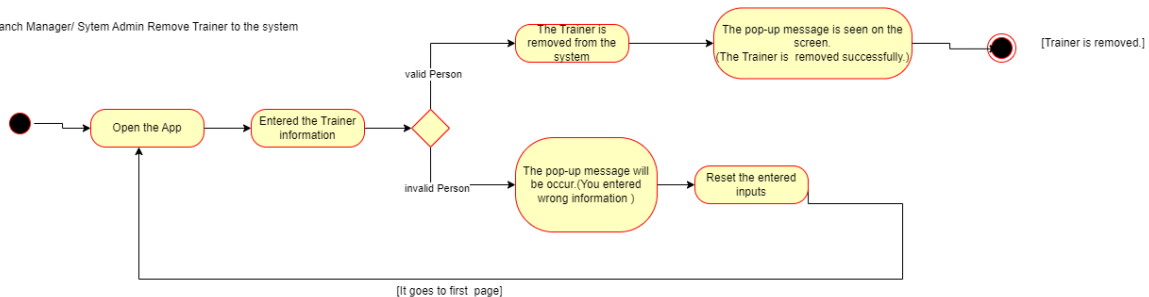 anch Manager/ Sytem Admin Remove Trainer to the system
The Trainer is
removed from the
system
The pop-up message is seen on the
screen.
(The Trainer is removed successfully.)
[Trainer is removed.]
valid Person
Open the App
Entered the Trainer
information
invalid Person
The pop-up message will
be occur.(You entered
wrong information )
Reset the entered
inputs
[It goes to first page]